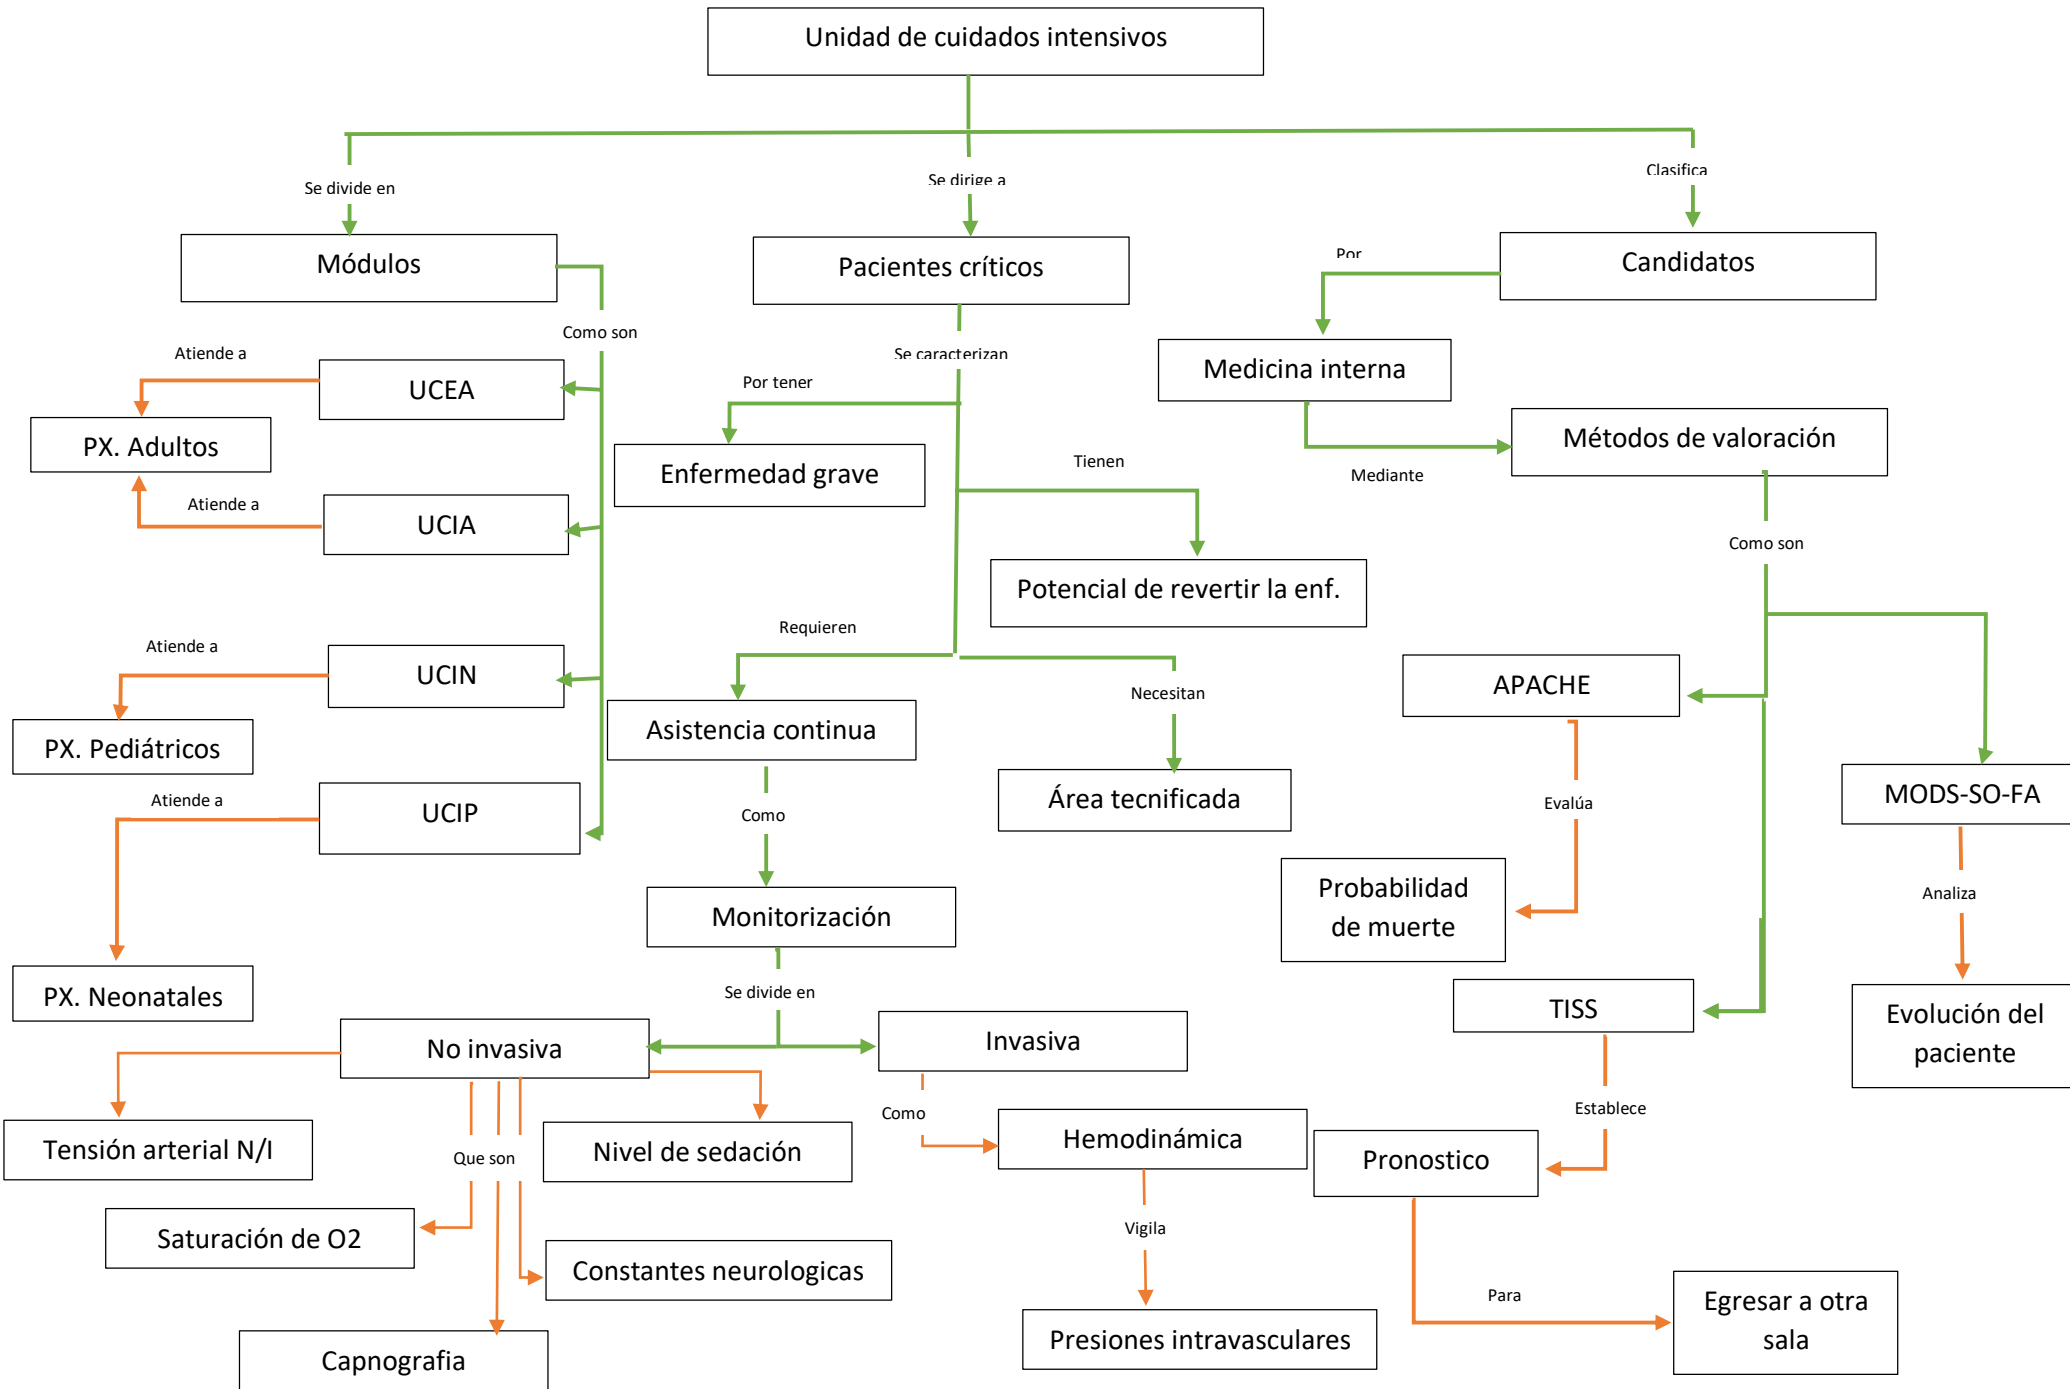 Unidad de cuidados intensivos
Se divide en
Se dirige a
Clasifica
Módulos
Pacientes críticos
Candidatos
Por
Como son
Se caracterizan
Medicina interna
Atiende a
UCEA
Por tener
PX. Adultos
Enfermedad grave
Métodos de valoración
Tienen
Mediante
Atiende a
UCIA
Como son
Potencial de revertir la enf.
Requieren
Atiende a
UCIN
APACHE
Necesitan
PX. Pediátricos
Asistencia continua
Área tecnificada
MODS-SO-FA
Atiende a
UCIP
Como
Evalúa
Probabilidad
de muerte
Analiza
Monitorización
PX. Neonatales
Se divide en
TISS
Evolución del
paciente
No invasiva
Invasiva
Como
Establece
Tensión arterial N/I
Que son
Nivel de sedación
Hemodinámica
Pronostico
Saturación de O2
Vigila
Constantes neurologicas
Para
Egresar a otra
sala
Presiones intravasculares
Capnografia